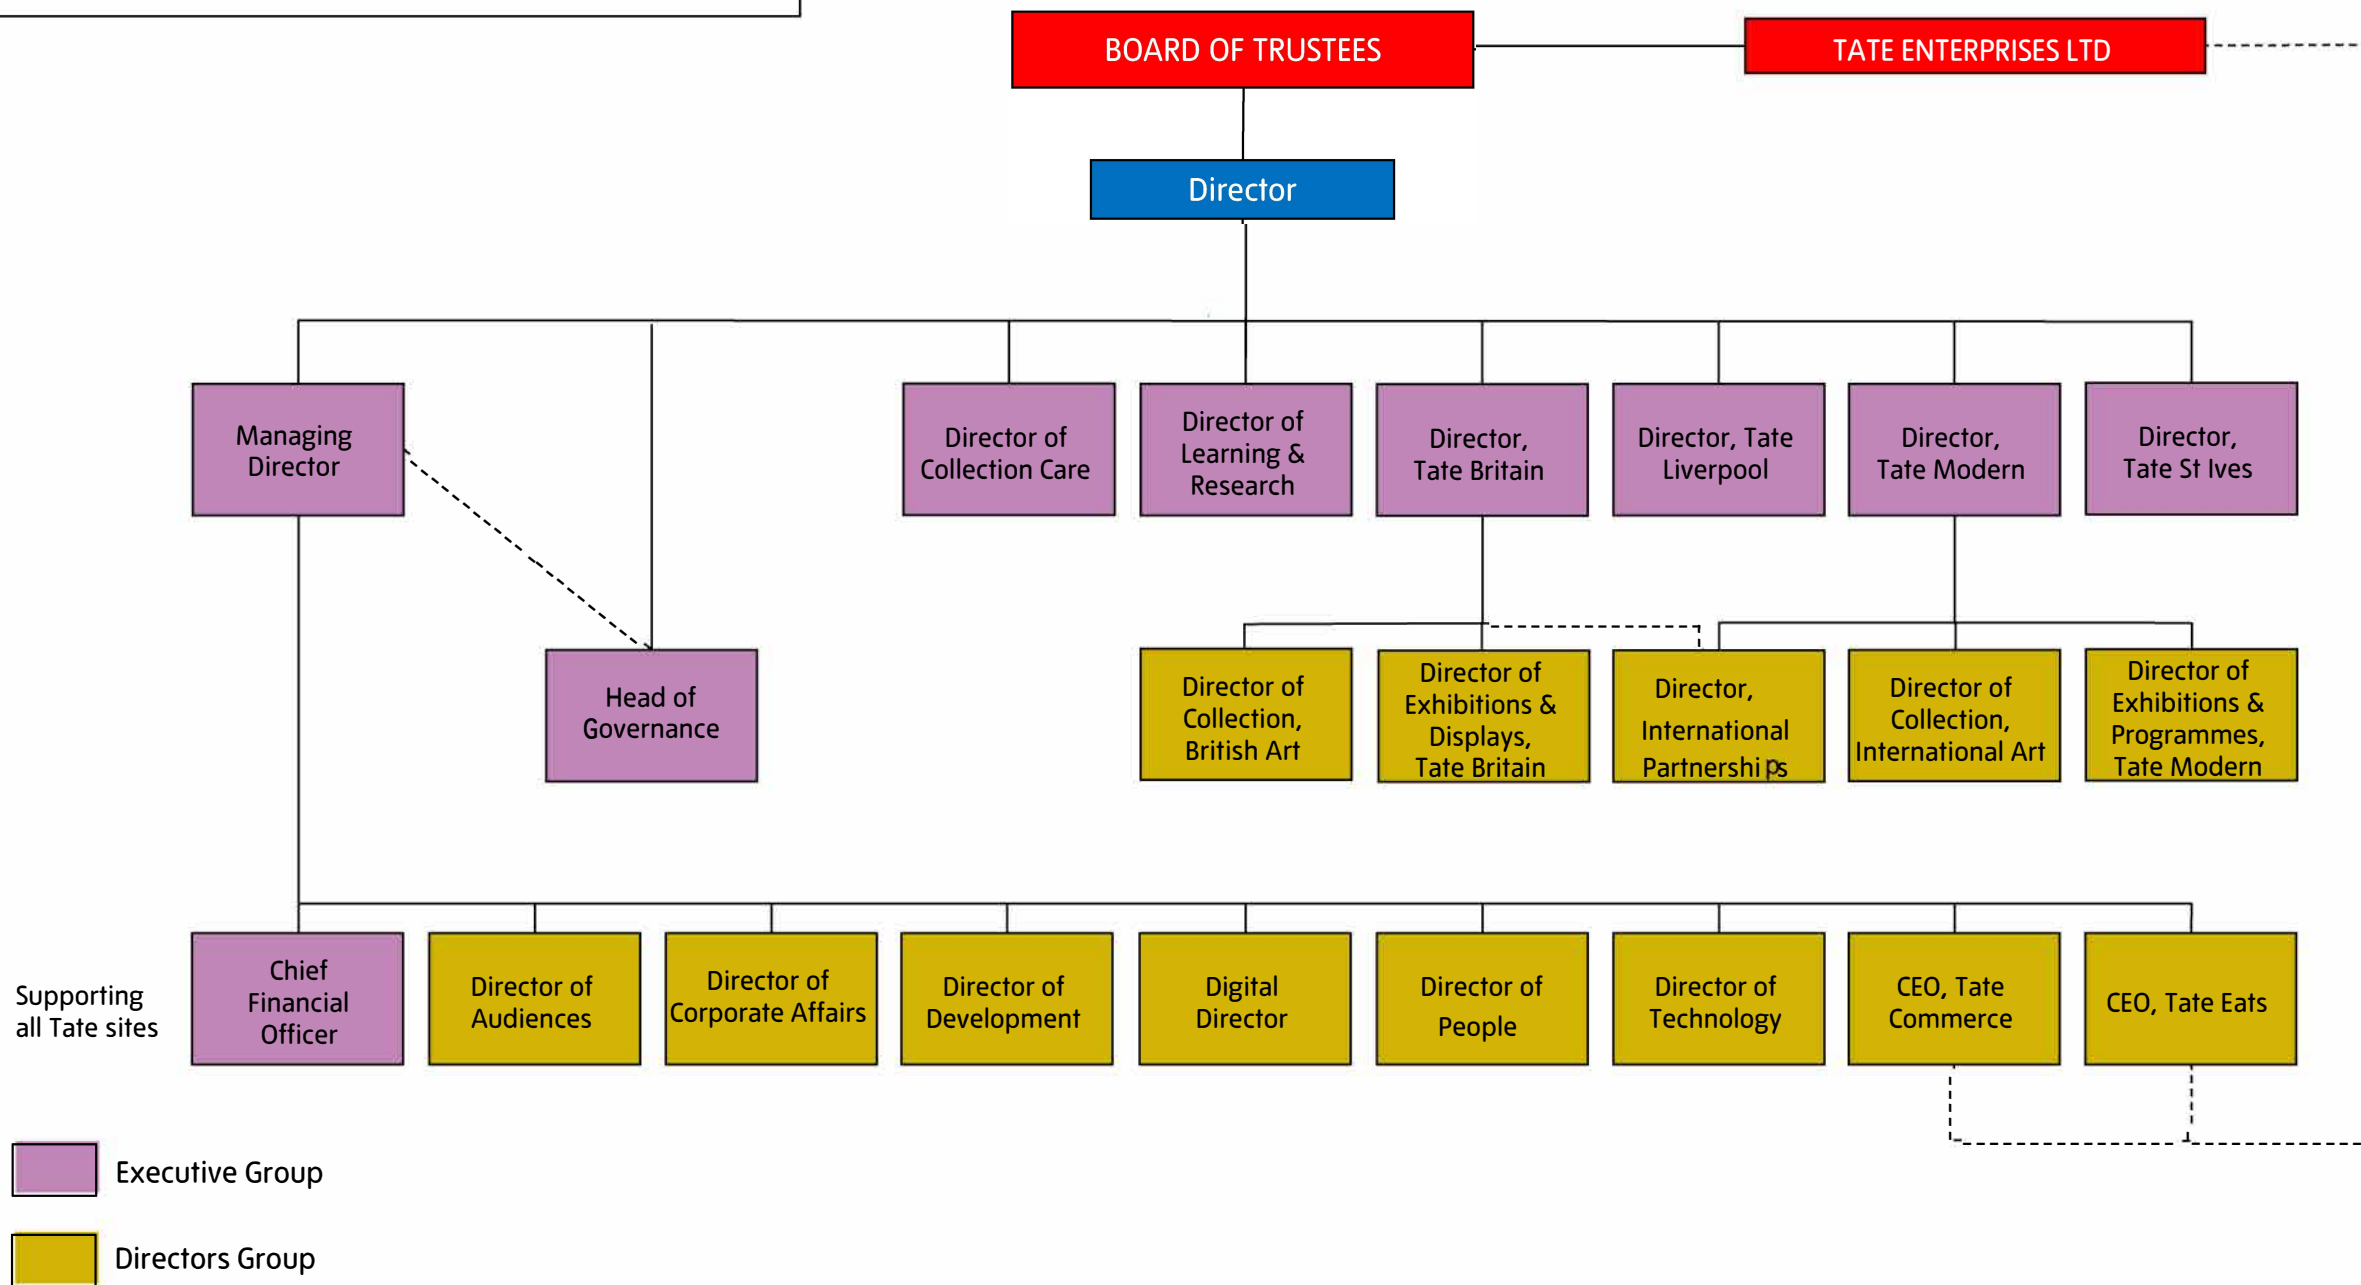 BOARD OF TRUSTEES
TATE ENTERPRISES LTD
Director
Managing
Director
Director of
Collection Care
Director of
Learning &
Research
Director,
Tate Britain
Director, Tate
Liverpool
Director,
Tate Modern
Director,
Tate St Ives
Head of
Governance
Director of
Collection,
British Art
Director of
Exhibitions &
Displays,
Tate Britain
Director,
International
Partnerships
Director of
Collection,
International Art
Director of
Exhibitions &
Programmes,
Tate Modern
Supporting
all Tate sites
Chief
Financial
Officer
Director of
Audiences
Director of
Corporate Affairs
Director of
Development
Digital
Director
Director of
People
Director of
Technology
CEO, Tate
Commerce
CEO, Tate Eats
Executive Group
Directors Group